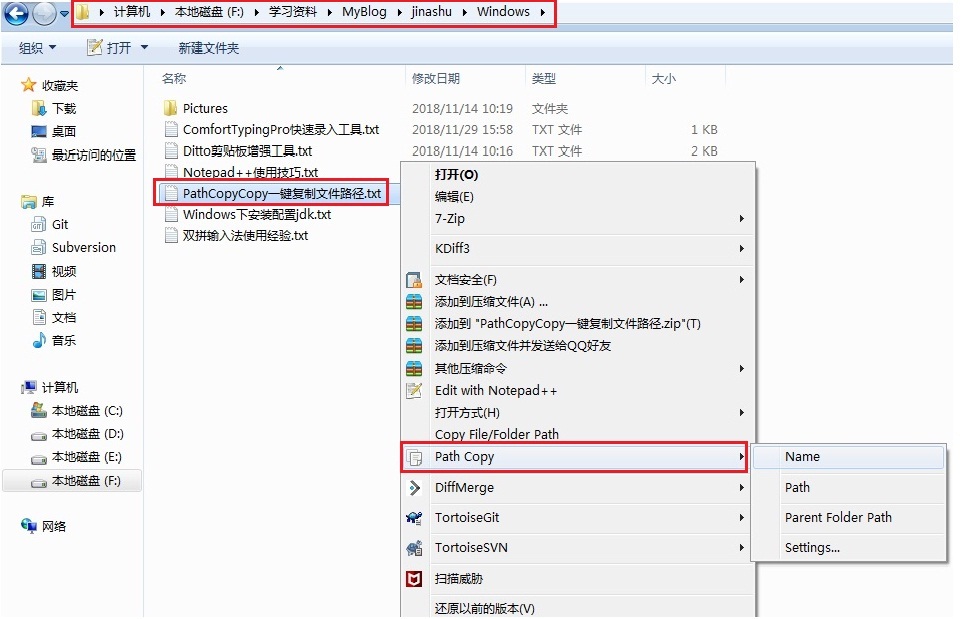 计算机 本地磁盘 (F:) 学习资料 MyBlog jinashu Windows
组织 打开 新建文件夹
收藏夹
下载
桌面
最近访问的位置
库
Git
Subversion
视频
图片
文档
音乐
计算机
本地磁盘 (C:)
本地磁盘 (D:)
本地磁盘 (E:)
本地磁盘 (F:)
网络
名称 修改日期 类型 大小
Pictures 2018/11/14 10:19 文件夹
ComfortTypingPro快速录入工具.txt 2018/11/29 15:58 TXT 文件 1 KB
Ditto剪贴板增强工具.txt 2018/11/14 10:16 TXT 文件 2 KB
Notepad++使用技巧.txt
PathCopyCopy一键复制文件路径.txt
Windows下安装配置jdk.txt
双拼输入法使用经验.txt
打开(O)
编辑(E)
7-Zip
KDiff3
文档安全(F)
添加到压缩文件(A) ...
添加到 "PathCopyCopy一键复制文件路径.zip"(T)
添加到压缩文件并发送给QQ好友
其他压缩命令
Edit with Notepad++
打开方式(H)
Copy File/Folder Path
Path Copy
DiffMerge
TortoiseGit
TortoiseSVN
扫描威胁
还原以前的版本(V)
Name
Path
Parent Folder Path
Settings...